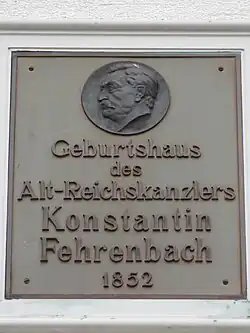 Geburtshaus
des
Alt-Reichskanzlers
Konstantin
Fehrenbach
1852